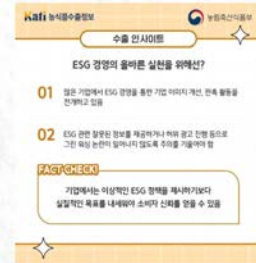 Kati 농식품수출정보
농림축산식품부
수출 인사이트
ESG 경영의 올바른 실천을 위해선?
01 많은 기업에서 ESG 경영을 통한 기업 이미지 개선, 판촉 활동을
전개하고 있음
02 ESG 관련 잘못된 정보를 제공하거나 허위 광고 진행 등으로
그린 워싱 논란이 일어나지 않도록 주의를 기울여야 함
FACT CHECK!
기업에서는 이상적인 ESG 정책을 제시하기보다
실질적인 목표를 내세워야 소비자 신뢰를 얻을 수 있음